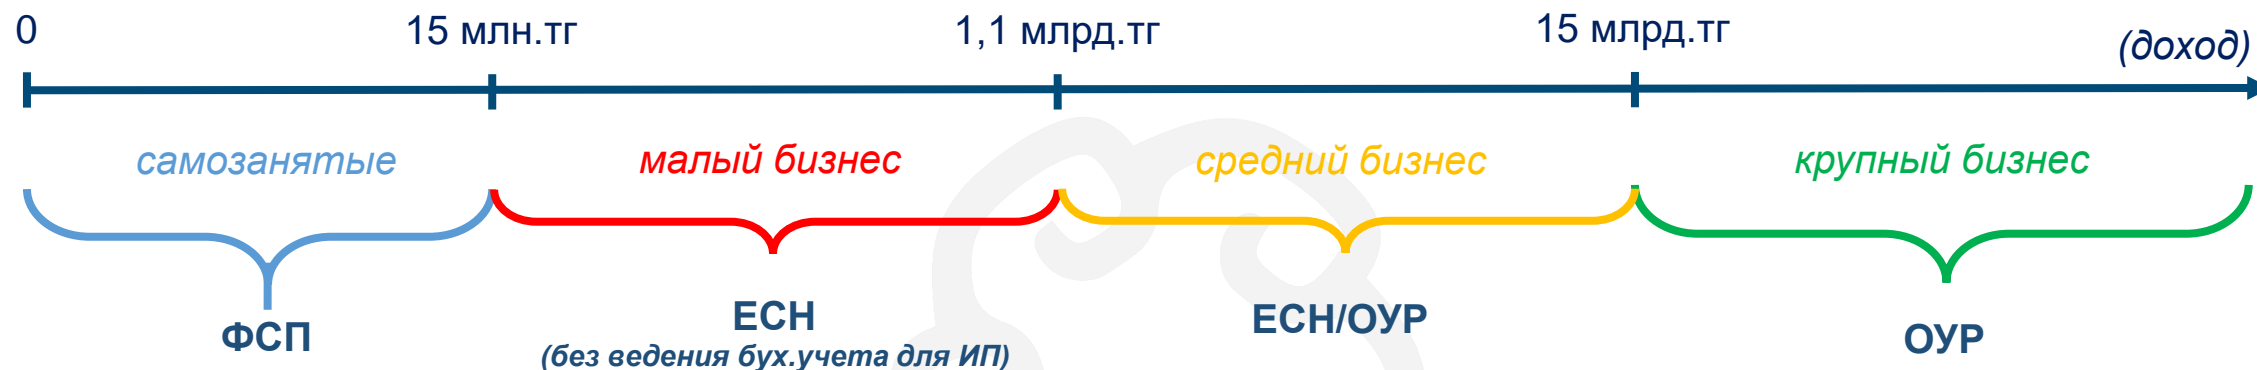 0
15 млн.тг
1,1 млрд.тг
15 млрд.тг
(доход)
самозанятые
малый бизнес
средний бизнес
крупный бизнес
ФСП
ЕСН
(без ведения бух.учета для ИП)
ЕСН/ОУР
ОУР